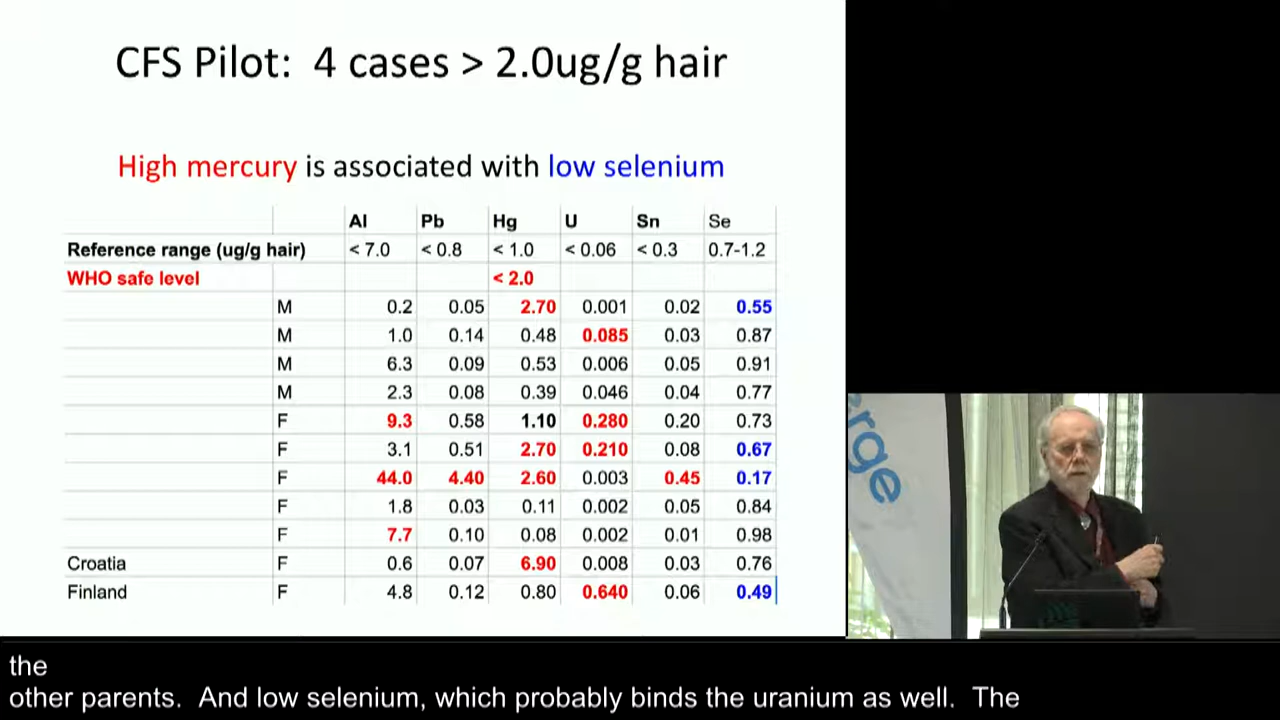 CFS Pilot: 4 cases > 2.0ug/g hair
High mercury is associated with low selenium
Al Pb Hg U Sn Se
Reference range (ug/g hair) < 7.0 < 0.8 < 1.0 < 0.06 < 0.3 0.7-1.2
WHO safe level < 2.0
M 0.2 0.05 2.70 0.001 0.02 0.55
M 1.0 0.14 0.48 0.085 0.03 0.87
M 6.3 0.09 0.53 0.006 0.05 0.91
M 2.3 0.08 0.39 0.046 0.04 0.77
F 9.3 0.58 1.10 0.280 0.20 0.73
F 3.1 0.51 2.70 0.210 0.08 0.67
F 44.0 4.40 2.60 0.003 0.45 0.17
F 1.8 0.03 0.11 0.002 0.05 0.84
F 7.7 0.10 0.08 0.002 0.01 0.98
Croatia F 0.6 0.07 6.90 0.008 0.03 0.76
Finland F 4.8 0.12 0.80 0.640 0.06 0.49
erge
the
other parents. And low selenium, which probably binds the uranium as well. The